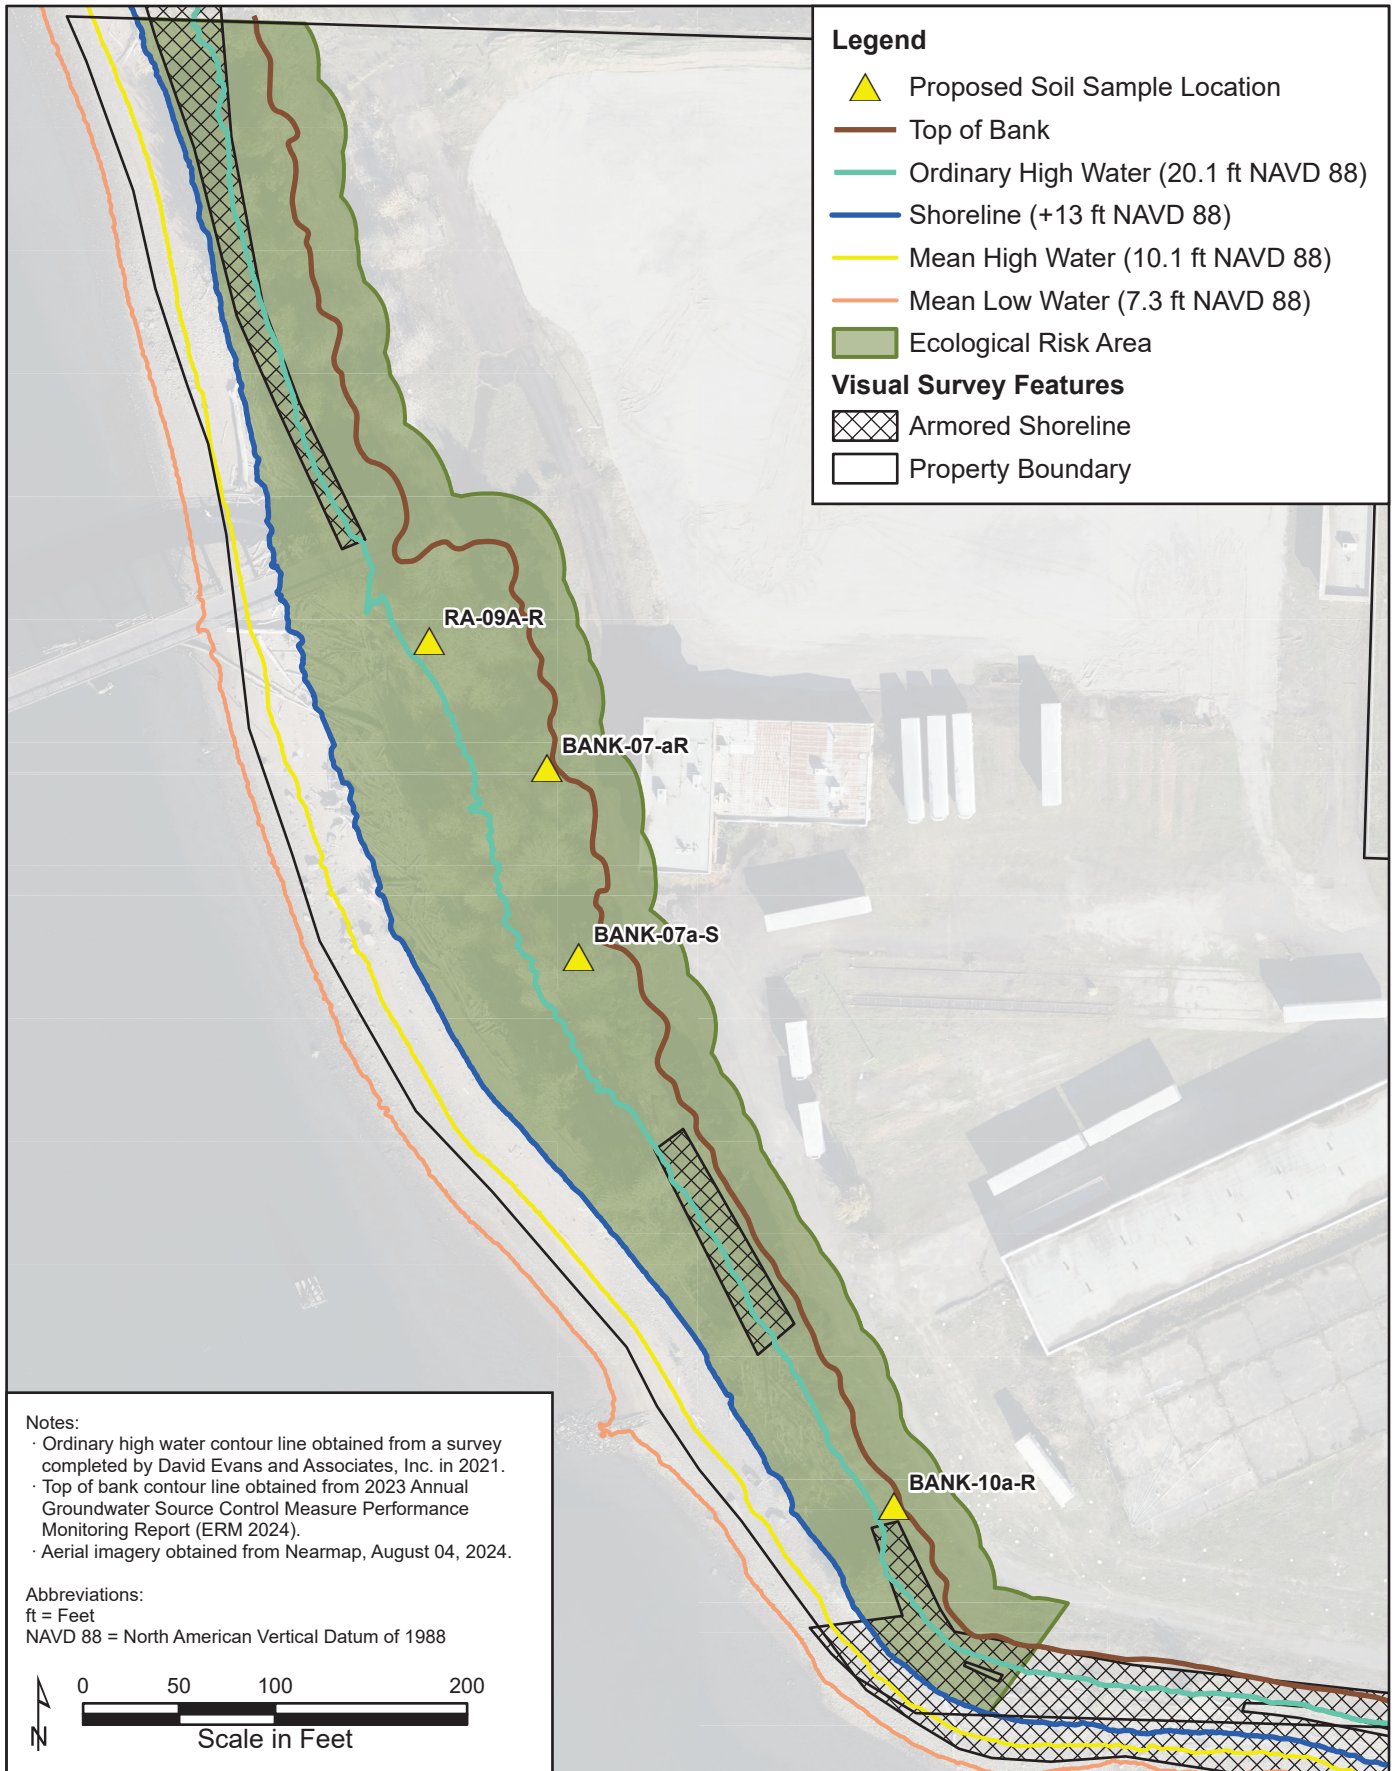 Legend
Proposed Soil Sample Location
Top of Bank
Ordinary High Water (20.1 ft NAVD 88)
Shoreline (+13 ft NAVD 88)
Mean High Water (10.1 ft NAVD 88)
Mean Low Water (7.3 ft NAVD 88)
Ecological Risk Area
Visual Survey Features
Armored Shoreline
Property Boundary
RA-09A-R
BANK-07-aR
BANK-07a-S
BANK-10a-R
Notes:
· Ordinary high water contour line obtained from a survey
completed by David Evans and Associates, Inc. in 2021.
· Top of bank contour line obtained from 2023 Annual
Groundwater Source Control Measure Performance
Monitoring Report (ERM 2024).
· Aerial imagery obtained from Nearmap, August 04, 2024.
Abbreviations:
ft = Feet
NAVD 88 = North American Vertical Datum of 1988
N
0 50 100 200
Scale in Feet